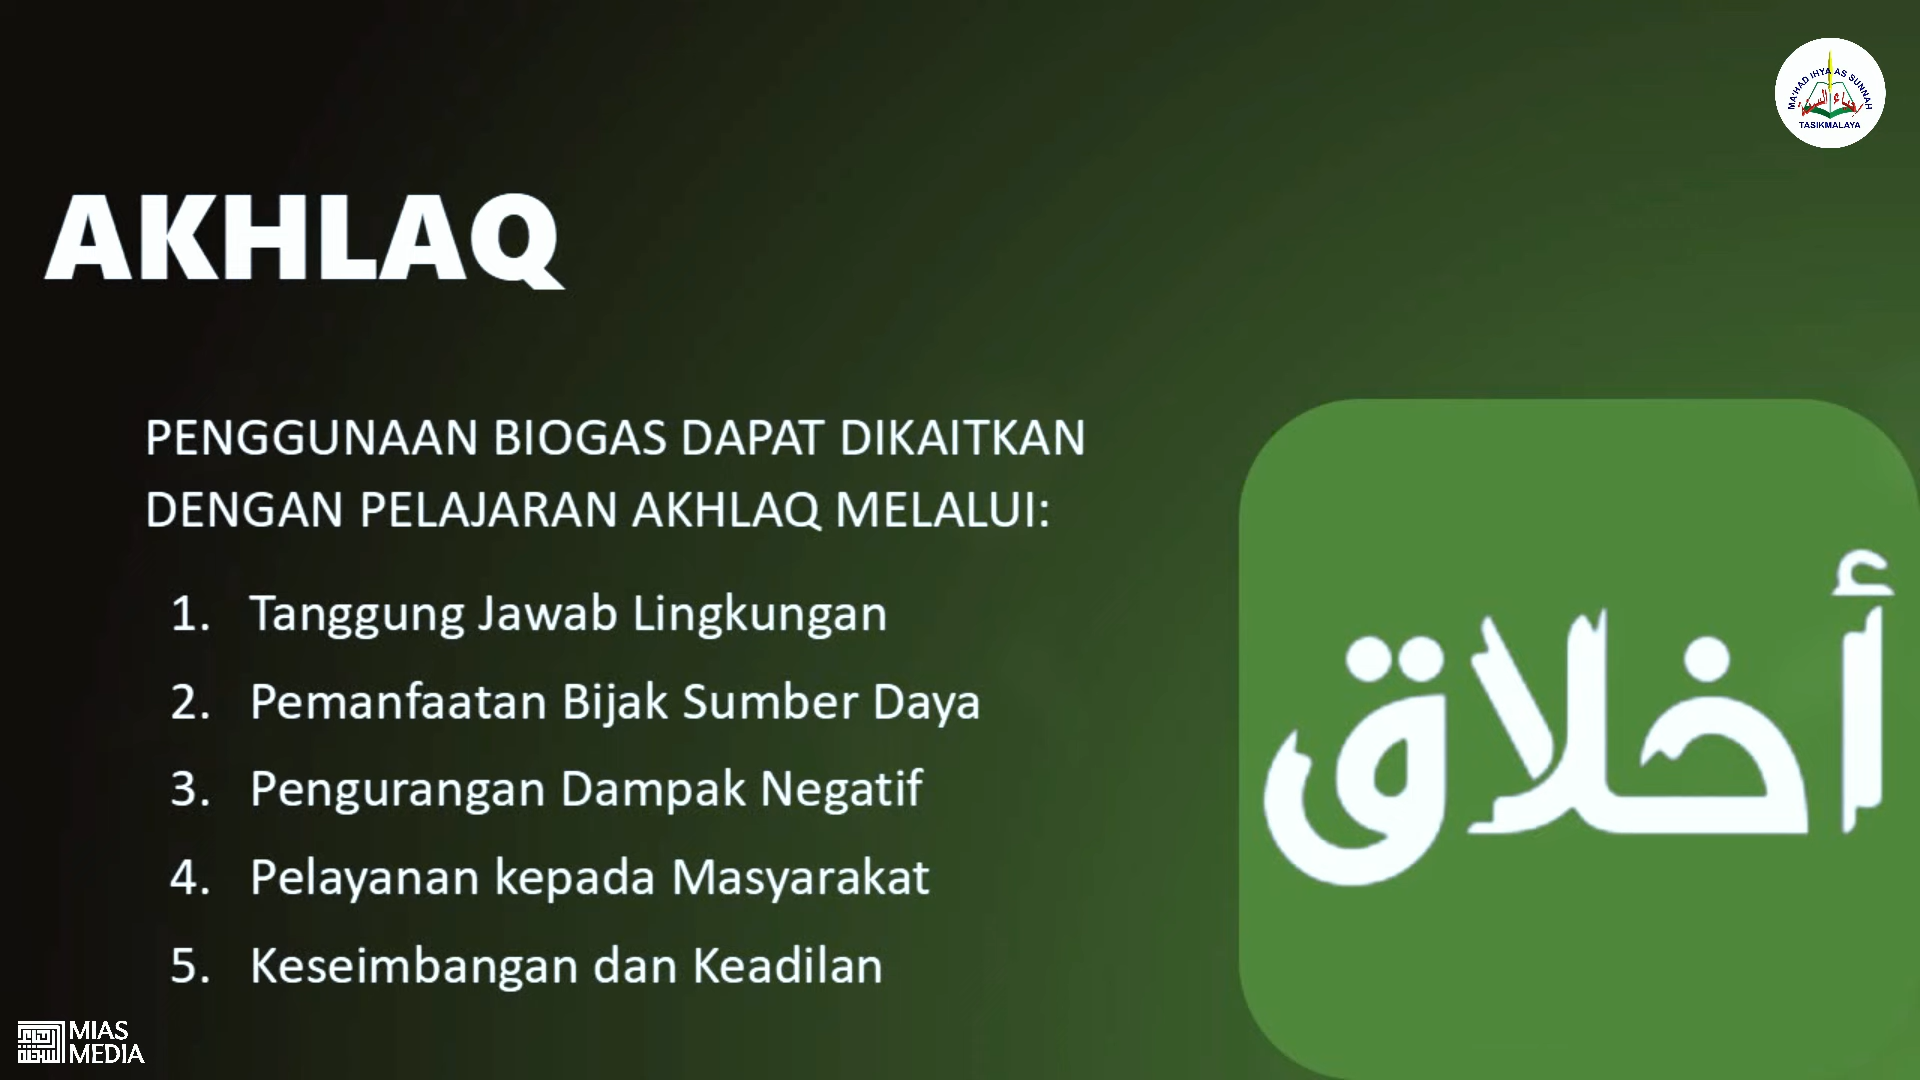 MA'HAD IHYA AS SUNNAH
TASIKMALAYA
AKHLAQ
PENGGUNAAN BIOGAS DAPAT DIKAITKAN
DENGAN PELAJARAN AKHLAQ MELALUI:
1. Tanggung Jawab Lingkungan
2. Pemanfaatan Bijak Sumber Daya
3. Pengurangan Dampak Negatif
4. Pelayanan kepada Masyarakat
5. Keseimbangan dan Keadilan
أخلاق
MIAS
MEDIA